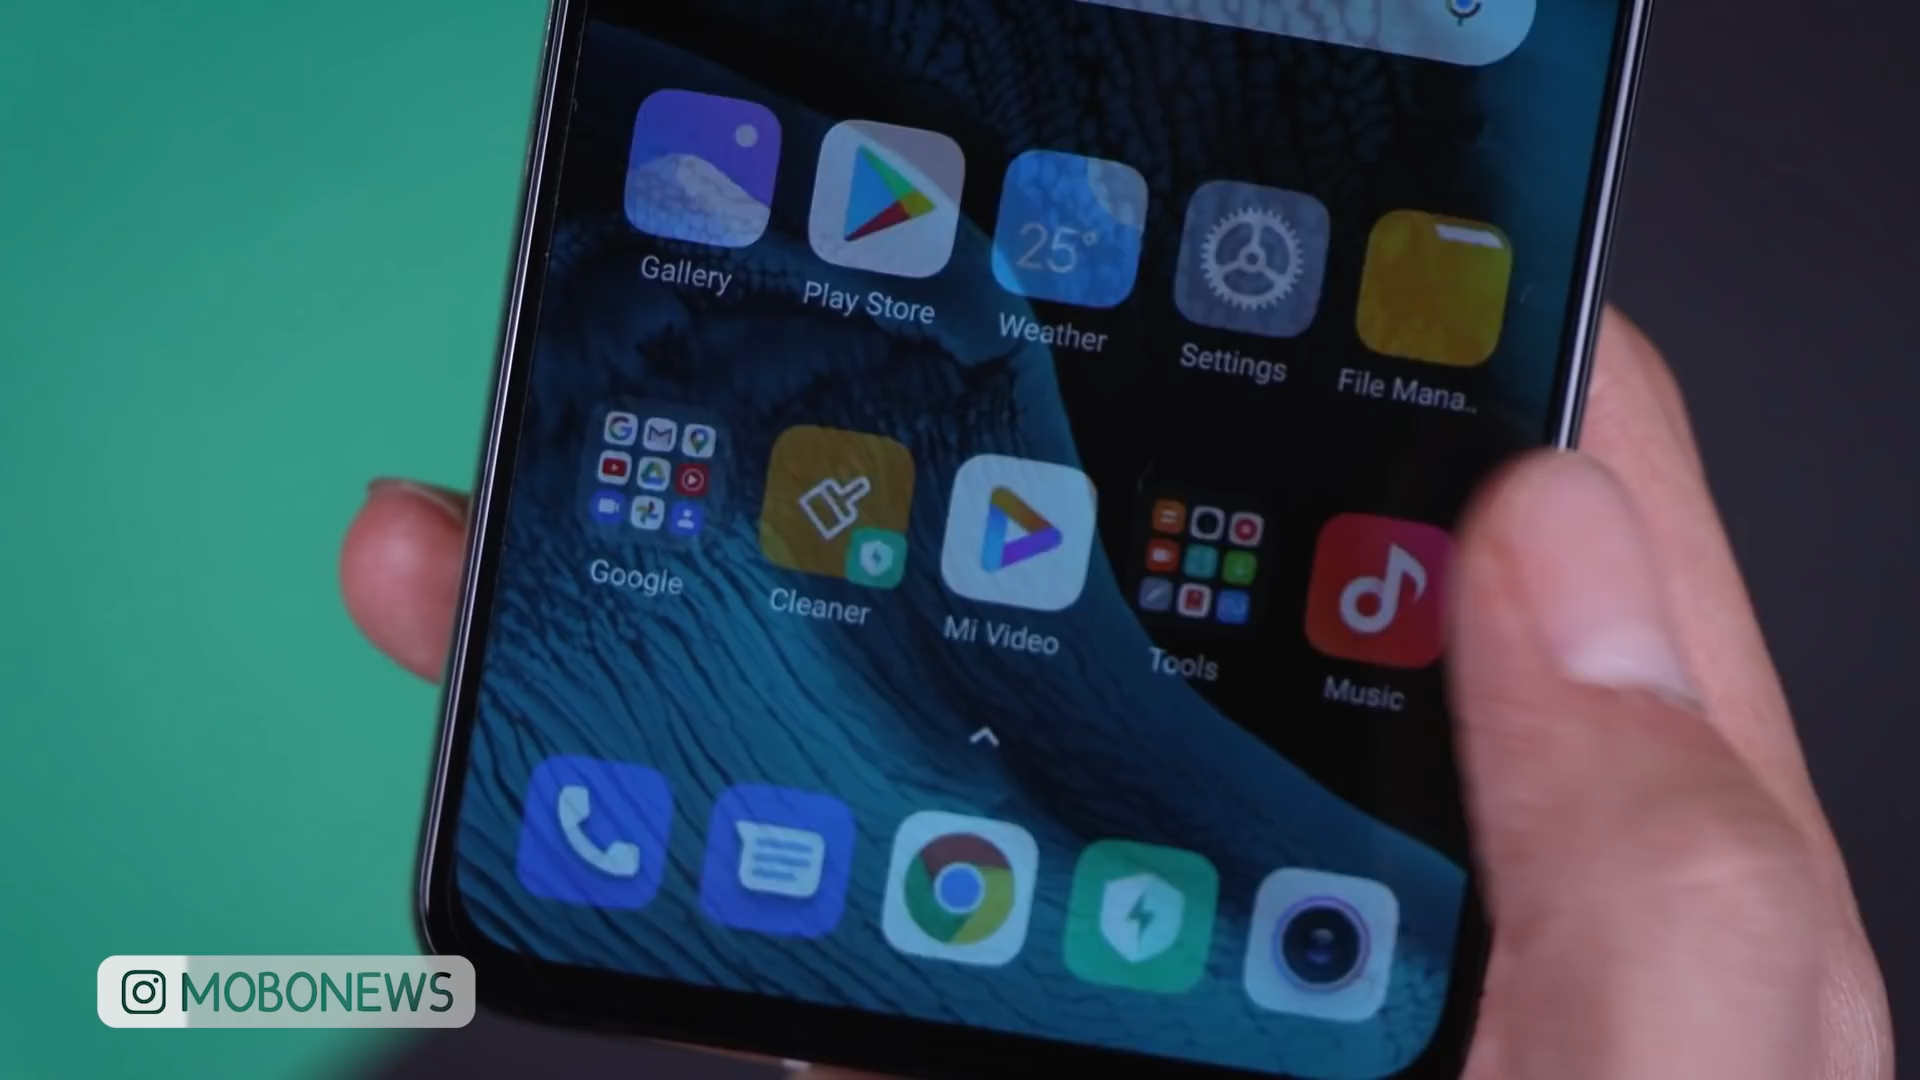 25°
Gallery
Play Store
Weather
Settings
File Mana..
Google
Cleaner
Mi Video
Tools
Music
MOBONEWS